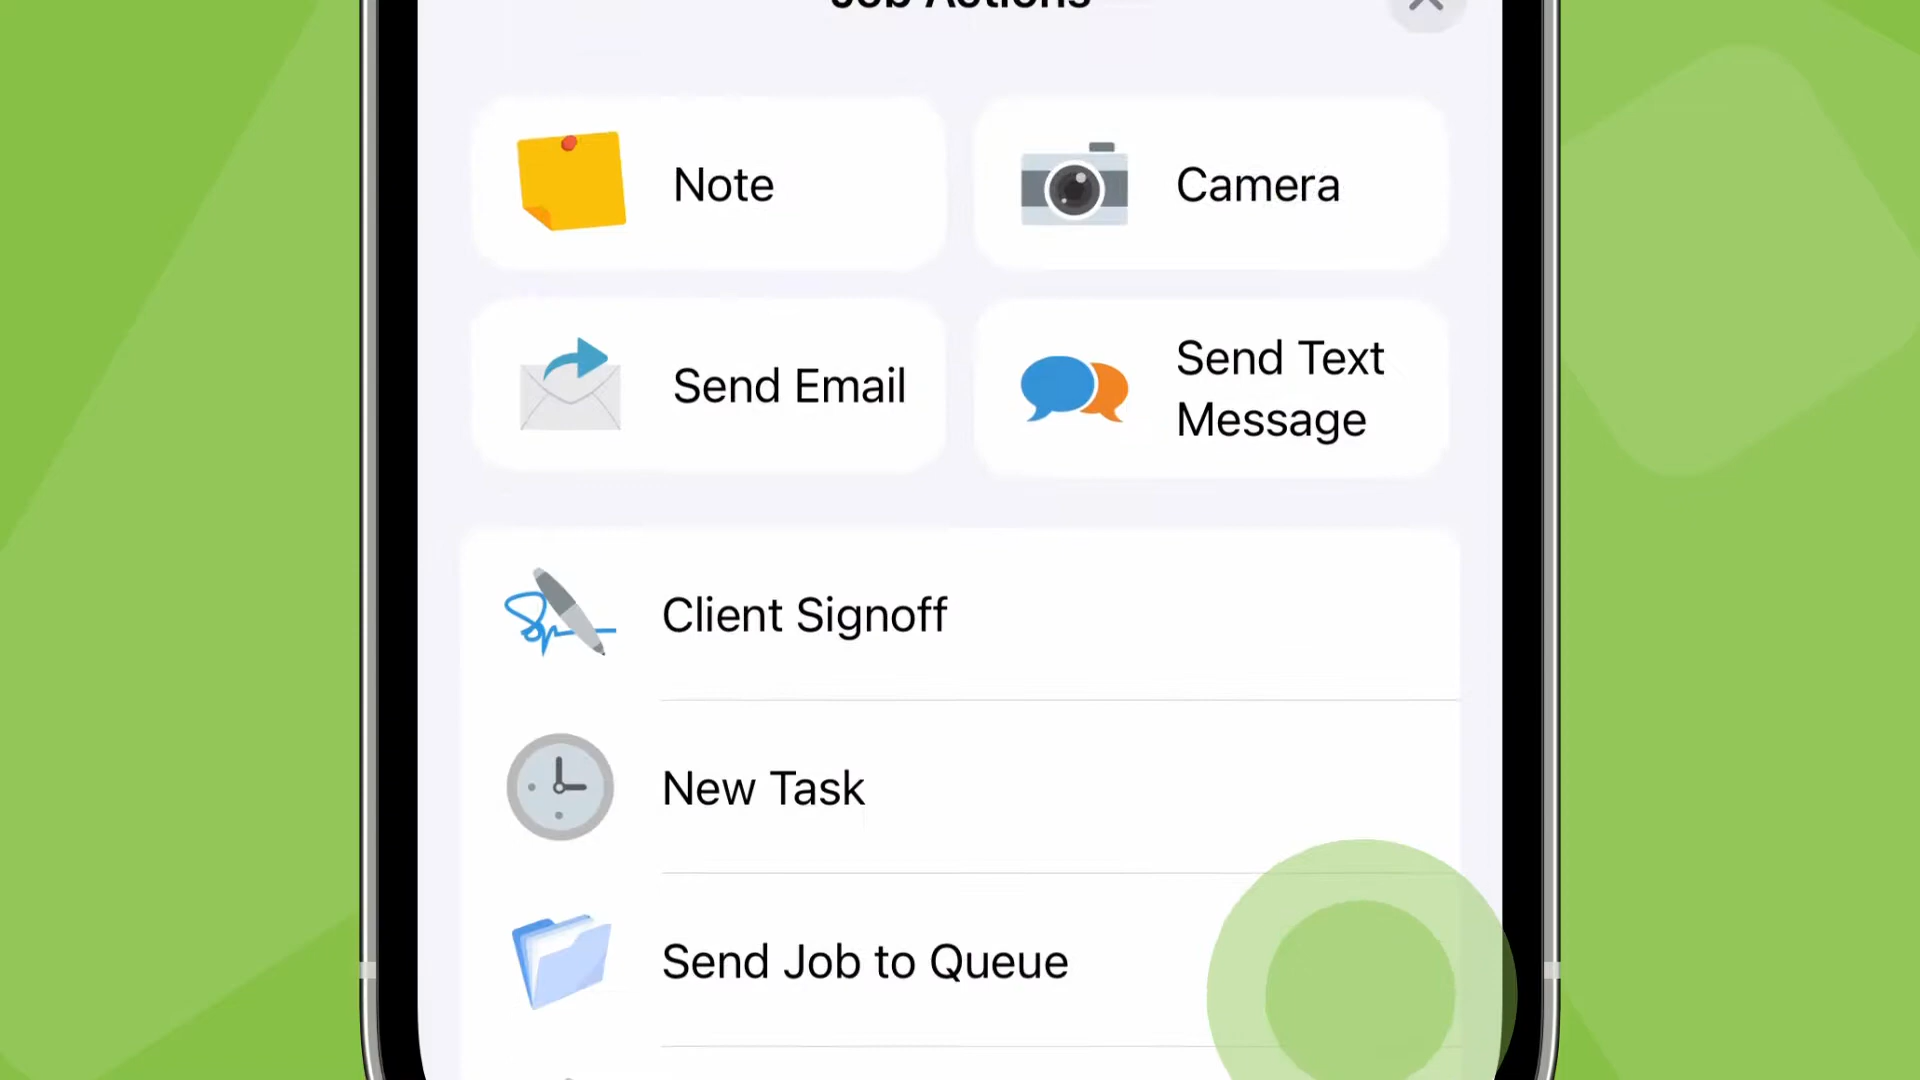 Job Actions
Note
Camera
Send Email
Send Text
Message
Client Signoff
New Task
Send Job to Queue